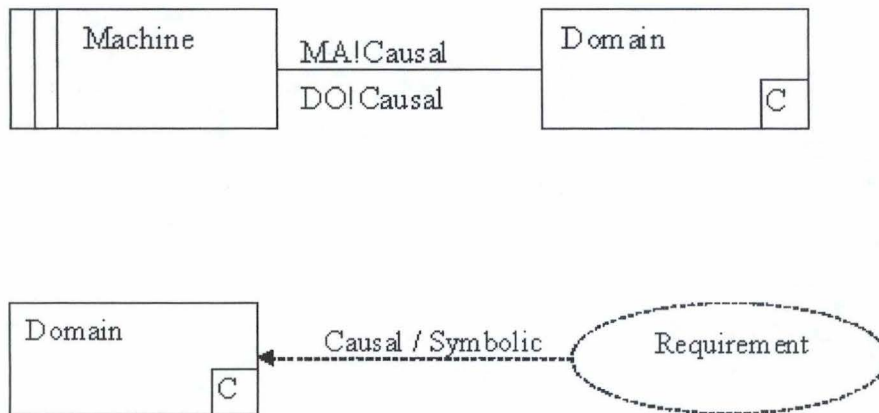 Machine
MA!Causal
DO!Causal
Domain
C
Domain
C
Causal / Symbolic
Requirement